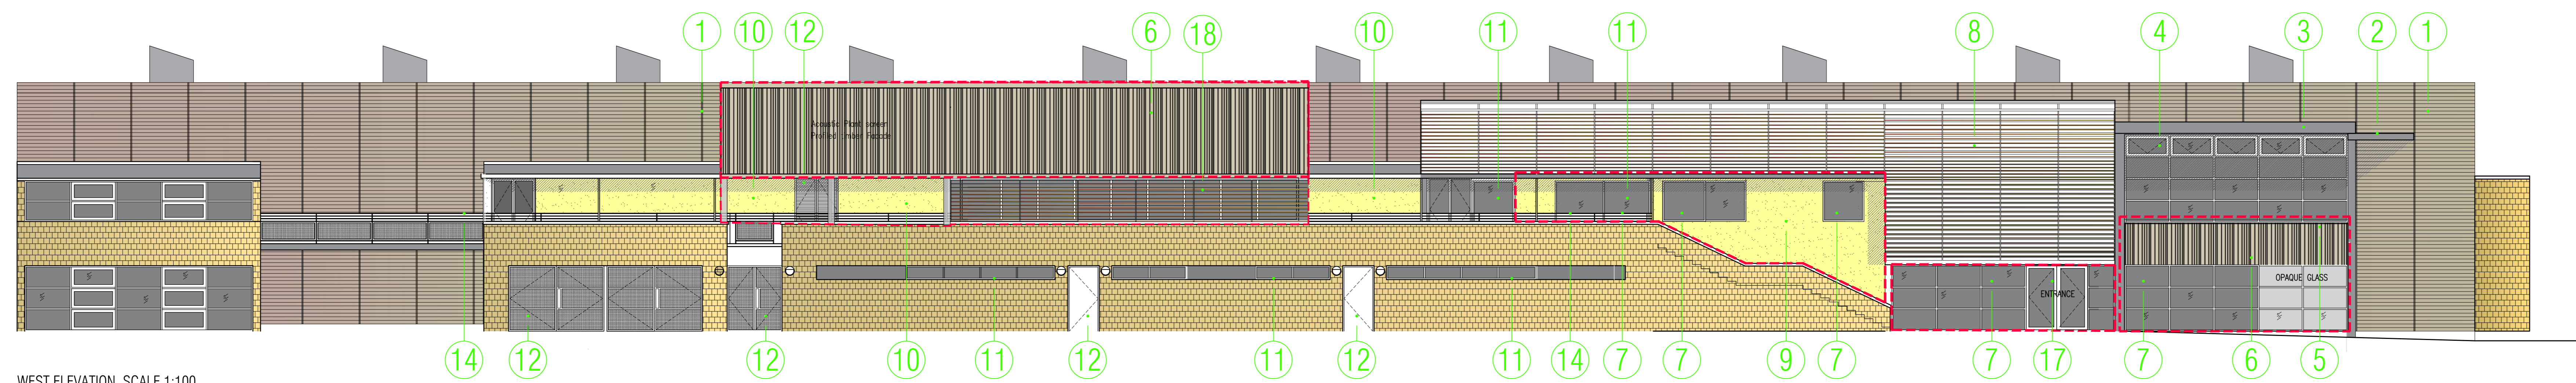 1 10 12 6 18 10 11 11 8 4 3 2 1
Acoustic Plant screen
Profiled timber Facade
OPAQUE GLASS
ENTRANCE
14 12 12 10 11 12 11 12 11 14 7 7 9 7 7 17 7 6 5
WEST ELEVATION SCALE 1:100